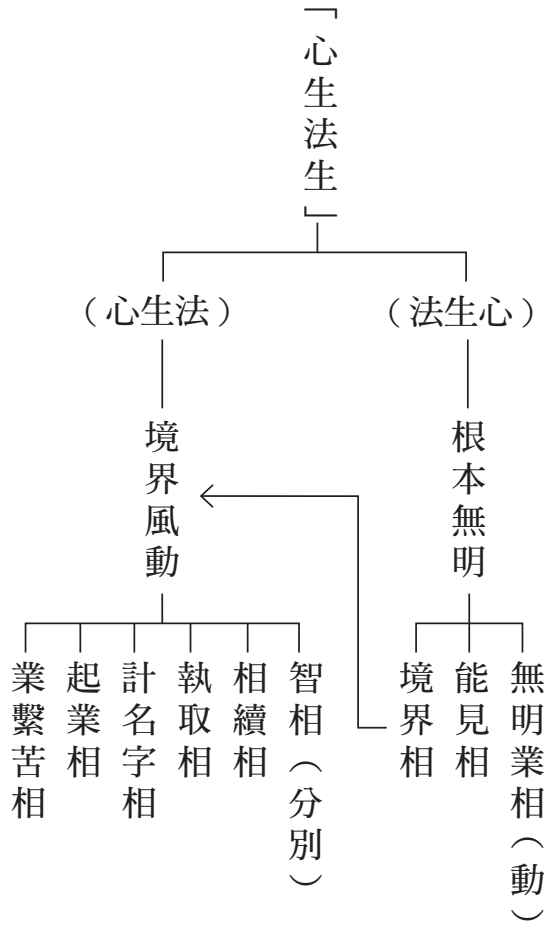 「心生法生」
（法生心）
根本無明
無明業相（動）
能見相
境界相
（心生法）
境界風動
智相（分別）
相續相
執取相
計名字相
起業相
業繫苦相